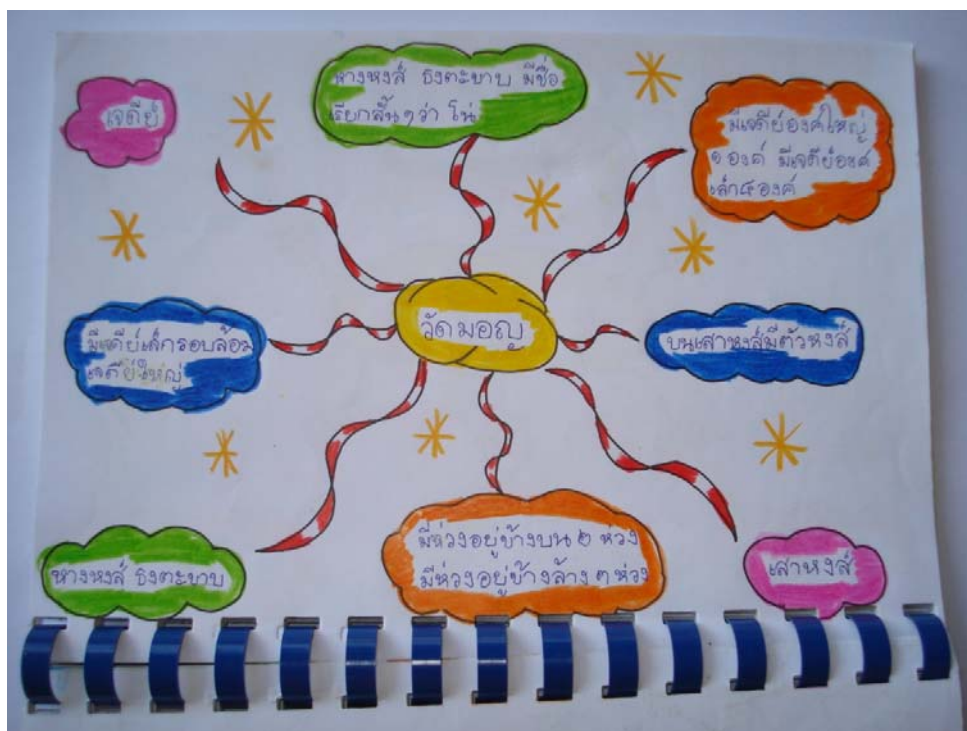 เจดีย์
หางหงส์ ธงตะขาบ มีชื่อ
เรียกสั้นๆว่า โน่
มีเจดีย์องค์ใหญ่
๑ องค์ มีเจดีย์องค์
เล็ก๘องค์
มีเจดีย์เล็กรอบล้อม
เจดีย์ใหญ่
วัดมอญ
บนเสาหงส์มีตัวหงส์
หางหงส์ ธงตะขาบ
มีห่วงอยู่ข้างบน ๒ ห่วง
มีห่วงอยู่ข้างล้าง ๓ ห่วง
เสาหงส์